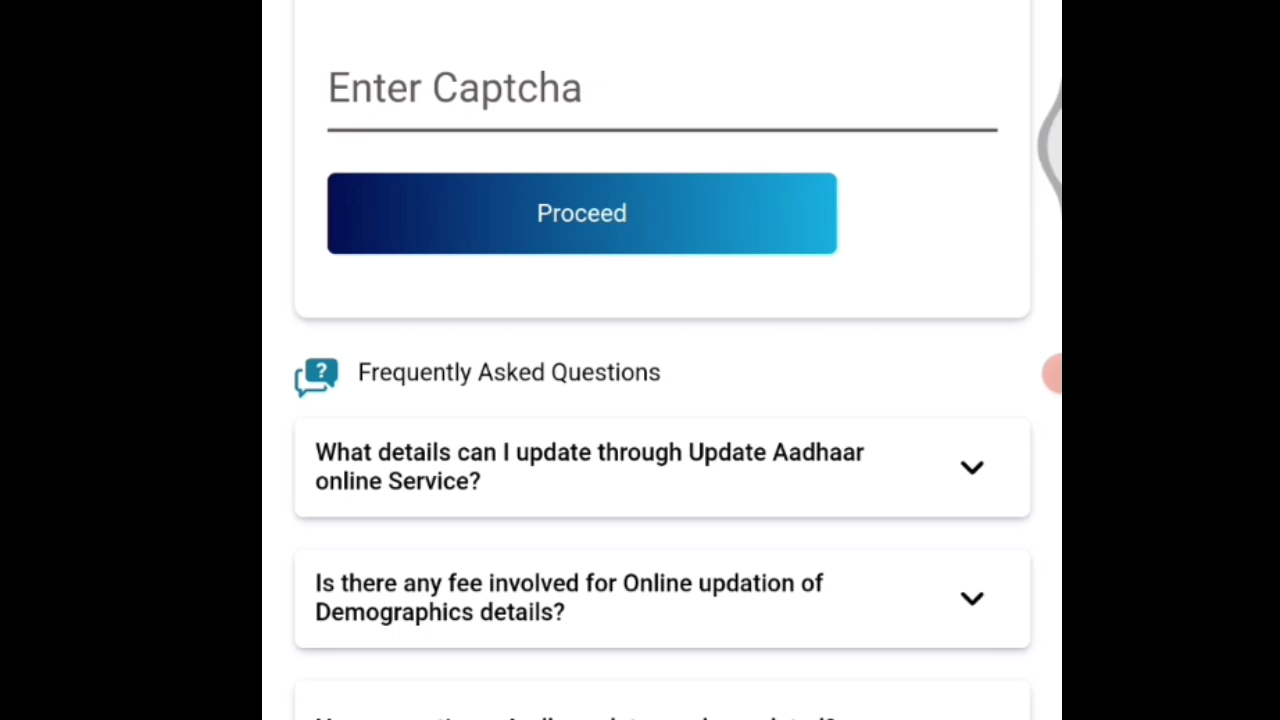 Enter Captcha
Proceed
?
Frequently Asked Questions
What details can I update through Update Aadhaar
online Service?
Is there any fee involved for Online updation of
Demographics details?